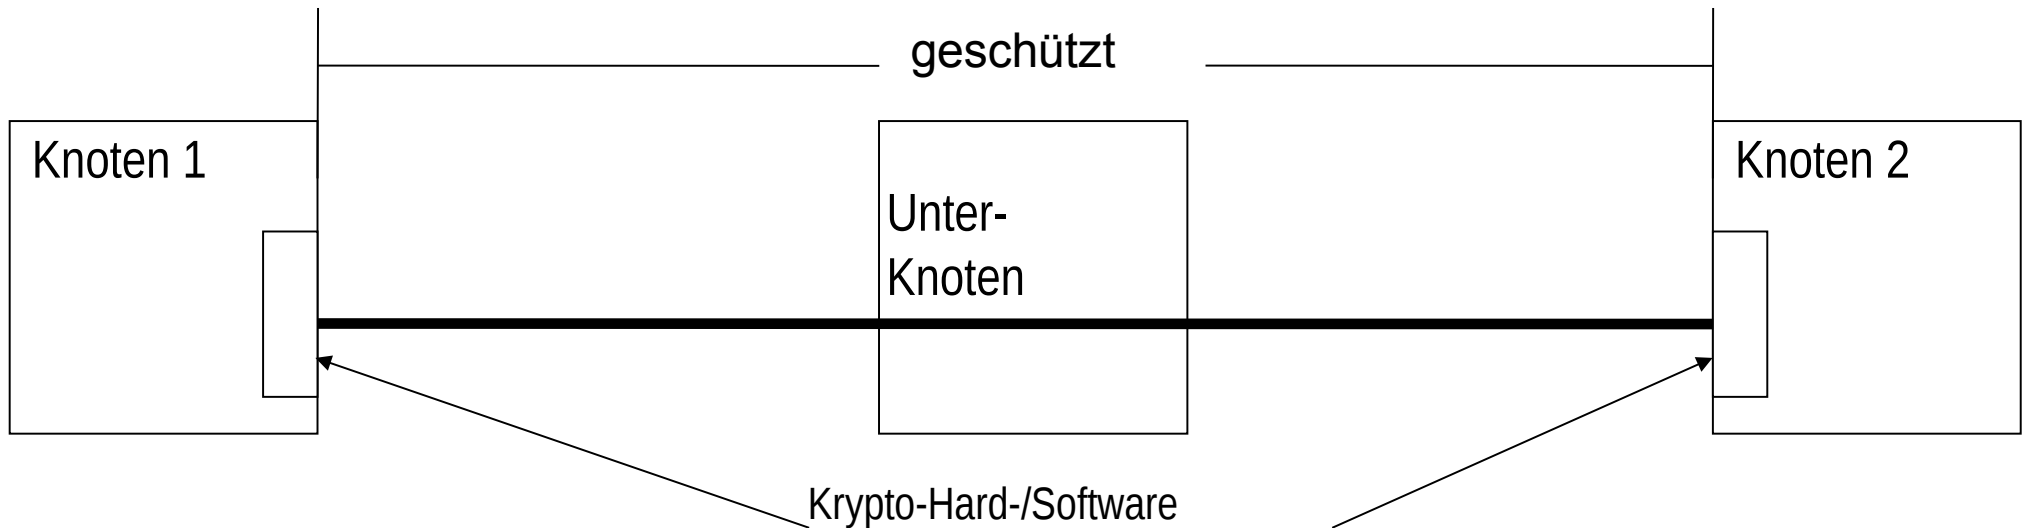 geschützt
Knoten 1
Unter-
Knoten
Knoten 2
Krypto-Hard-/Software